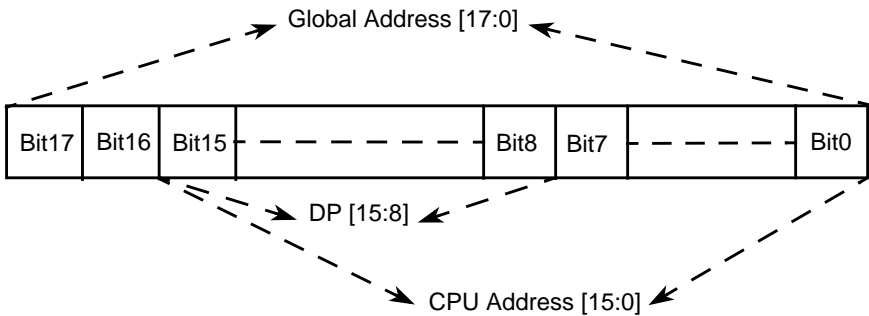 Global Address [17:0]
Bit17 Bit16 Bit15 Bit8 Bit7 Bit0
DP [15:8]
CPU Address [15:0]